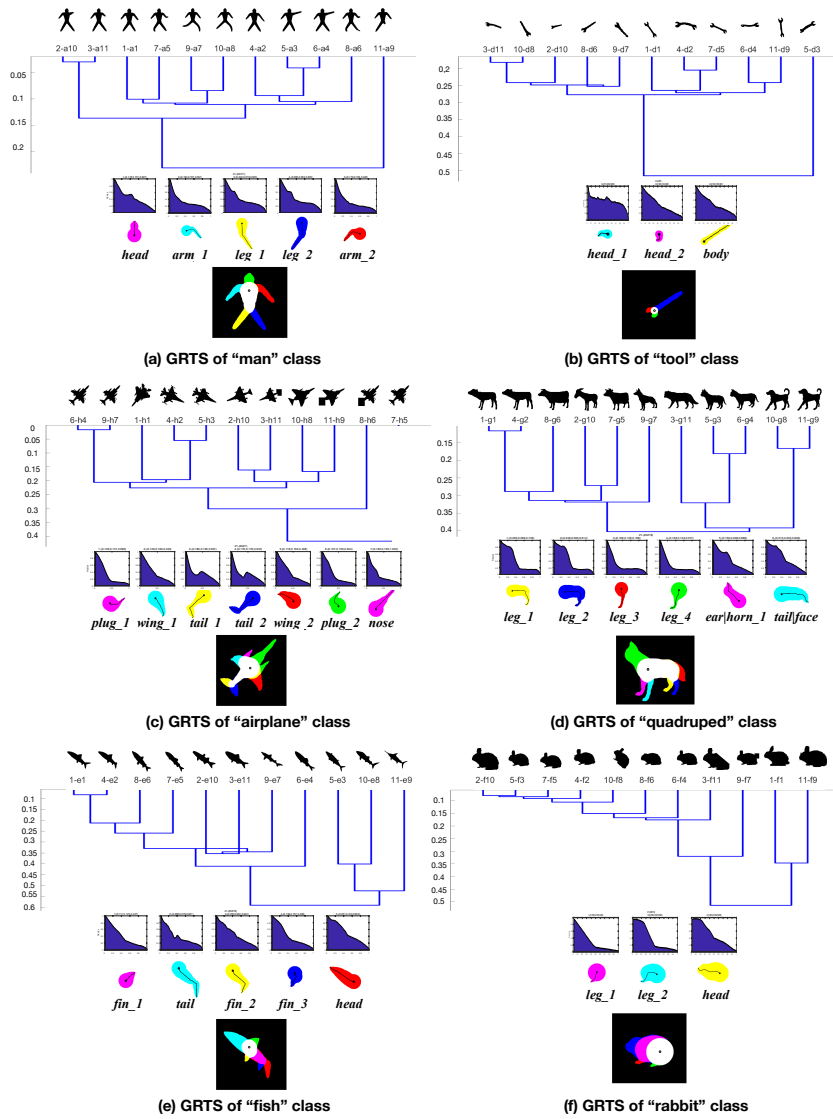 2-a10 3-a11 1-a1 7-a5 9-a7 10-a8 4-a2 5-a3 6-a4 8-a6 11-a9
0.05
0.1
0.15
0.2
head arm_1 leg_1 leg_2 arm_2
(a) GRTS of “man” class
3-d11 10-d8 2-d10 8-d6 9-d7 1-d1 4-d2 7-d5 6-d4 11-d9 5-d3
0.2
0.25
0.3
0.35
0.4
0.45
0.5
head_1 head_2 body
(b) GRTS of “tool” class
6-h4 9-h7 1-h1 4-h2 5-h3 2-h10 3-h11 10-h8 11-h9 8-h6 7-h5
0
0.05
0.1
0.15
0.2
0.25
0.3
0.35
0.4
plug_1 wing_1 tail_1 tail_2 wing_2 plug_2 nose
(c) GRTS of “airplane” class
1-g1 4-g2 8-g6 2-g10 7-g5 9-g7 3-g11 5-g3 6-g4 10-g8 11-g9
0.15
0.2
0.25
0.3
0.35
0.4
leg_1 leg_2 leg_3 leg_4 ear|horn_1 tail|face
(d) GRTS of “quadruped” class
1-e1 4-e2 8-e6 7-e5 2-e10 3-e11 9-e7 6-e4 5-e3 10-e8 11-e9
0.1
0.15
0.2
0.25
0.3
0.35
0.4
0.45
0.5
0.6
fin_1 tail fin_2 fin_3 head
(e) GRTS of “fish” class
2-f10 5-f3 7-f5 4-f2 10-f8 8-f6 6-f4 3-f11 9-f7 1-f1 11-f9
0.1
0.15
0.2
0.25
0.3
0.35
0.4
0.45
0.5
leg_1 leg_2 head
(f) GRTS of “rabbit” class